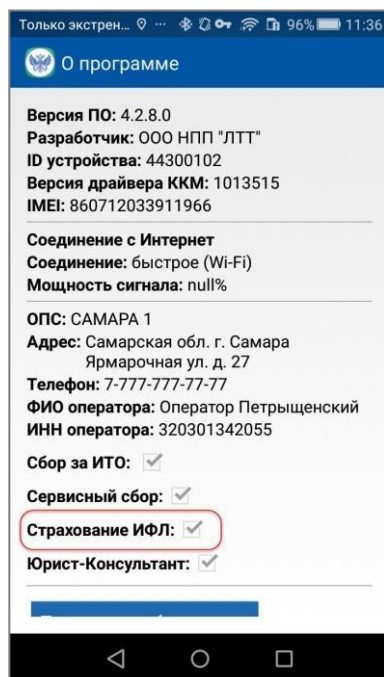 Только экстрен... 96% 11:36
О программе
Версия ПО: 4.2.8.0
Разработчик: ООО НПП "ЛТТ"
ID устройства: 44300102
Версия драйвера ККМ: 1013515
IMEI: 860712033911966
Соединение с Интернет
Соединение: быстрое (Wi-Fi)
Мощность сигнала: null%
ОПС: САМАРА 1
Адрес: Самарская обл. г. Самара
Ярмарочная ул. д. 27
Телефон: 7-777-777-77-77
ФИО оператора: Оператор Петрыщенский
ИНН оператора: 320301342055
Сбор за ИТО:
Сервисный сбор:
Страхование ИФЛ:
Юрист-Консультант: